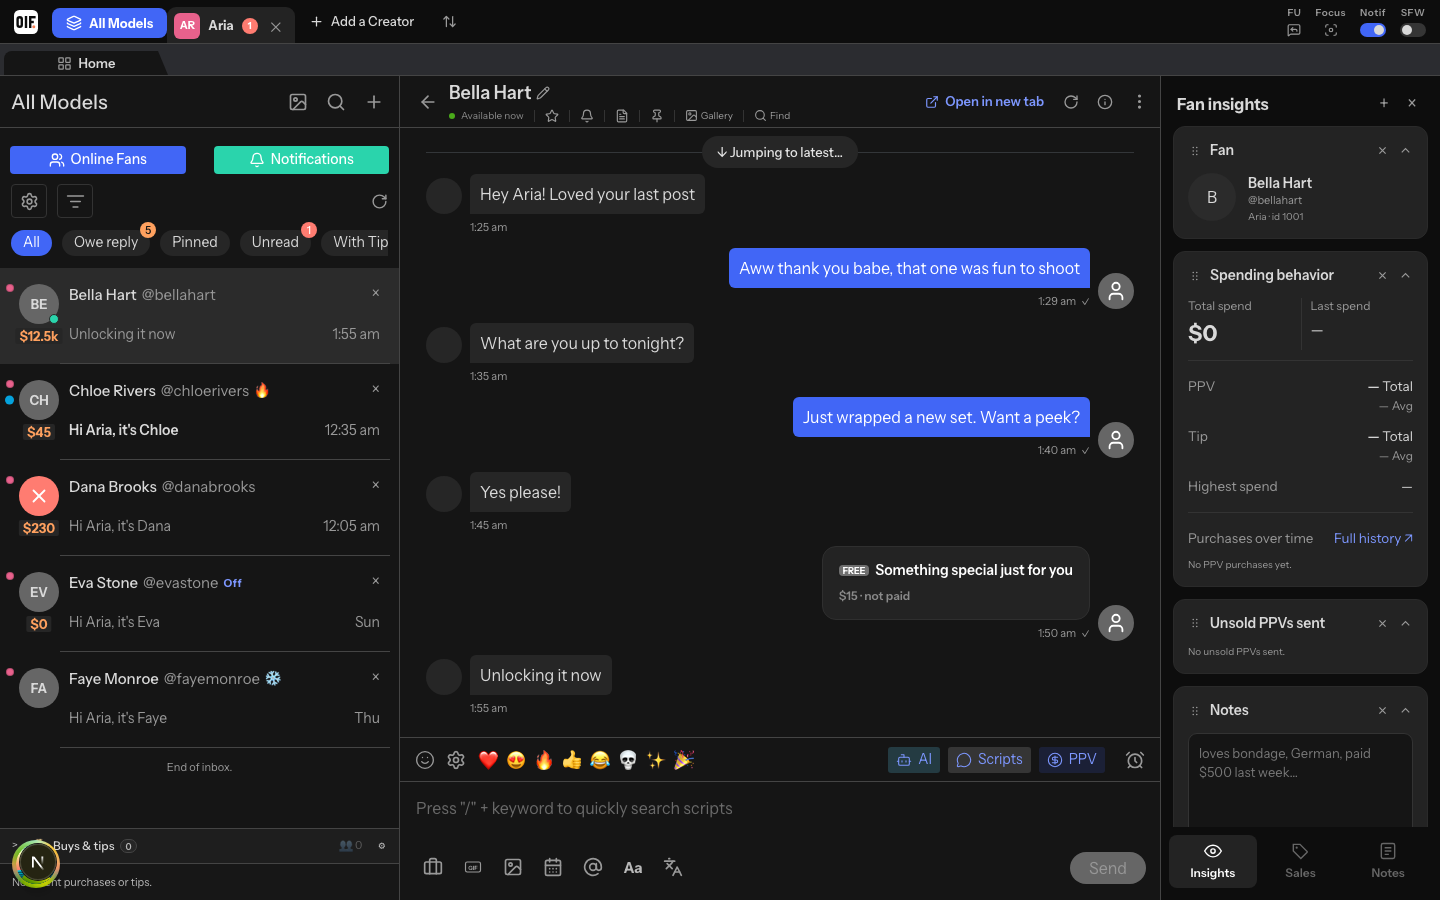 OIF.
All Models
AR Aria 1
Add a Creator
FU Focus Notif SFW
Home
All Models
Online Fans
Notifications
All
Owe reply 5
Pinned
Unread 1
With Tip
BE
Bella Hart @bellahart
$12.5k
Unlocking it now
1:55 am
CH
Chloe Rivers @chloerivers 🔥
$45
Hi Aria, it's Chloe
12:35 am
Dana Brooks @danabrooks
$230
Hi Aria, it's Dana
12:05 am
EV
Eva Stone @evastone Off
$0
Hi Aria, it's Eva
Sun
FA
Faye Monroe @fayemonroe ❄️
Hi Aria, it's Faye
Thu
End of inbox.
Buys & tips 0
👥 0
N
purchases or tips.
Bella Hart
Available now
Gallery
Find
Open in new tab
↓ Jumping to latest...
Hey Aria! Loved your last post
1:25 am
Aww thank you babe, that one was fun to shoot
1:29 am ✓
What are you up to tonight?
1:35 am
Just wrapped a new set. Want a peek?
1:40 am ✓
Yes please!
1:45 am
FREE Something special just for you
$15 · not paid
1:50 am ✓
Unlocking it now
1:55 am
❤️ 😍 🔥 👍 😂 💀 ✨ 🎉
AI
Scripts
PPV
Press "/" + keyword to quickly search scripts
GIF
Aa
Send
Fan insights
Fan
B
Bella Hart
@bellahart
Aria · id 1001
Spending behavior
Total spend
Last spend
$0
—
PPV
— Total
— Avg
Tip
— Total
— Avg
Highest spend
—
Purchases over time
Full history ↗
No PPV purchases yet.
Unsold PPVs sent
No unsold PPVs sent.
Notes
loves bondage, German, paid
$500 last week...
Insights
Sales
Notes